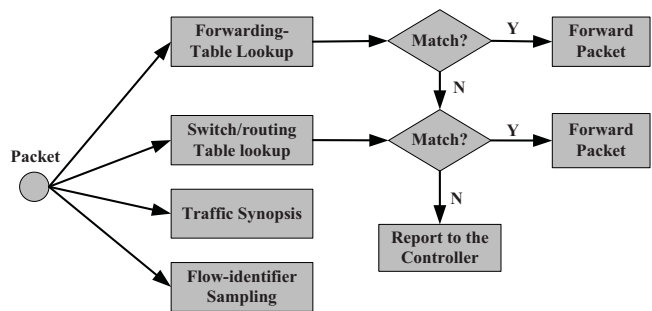 Forwarding-
Table Lookup
Match?
Y
Forward
Packet
N
Switch/routing
Table lookup
Match?
Y
Forward
Packet
Packet
N
Traffic Synopsis
Report to the
Controller
Flow-identifier
Sampling